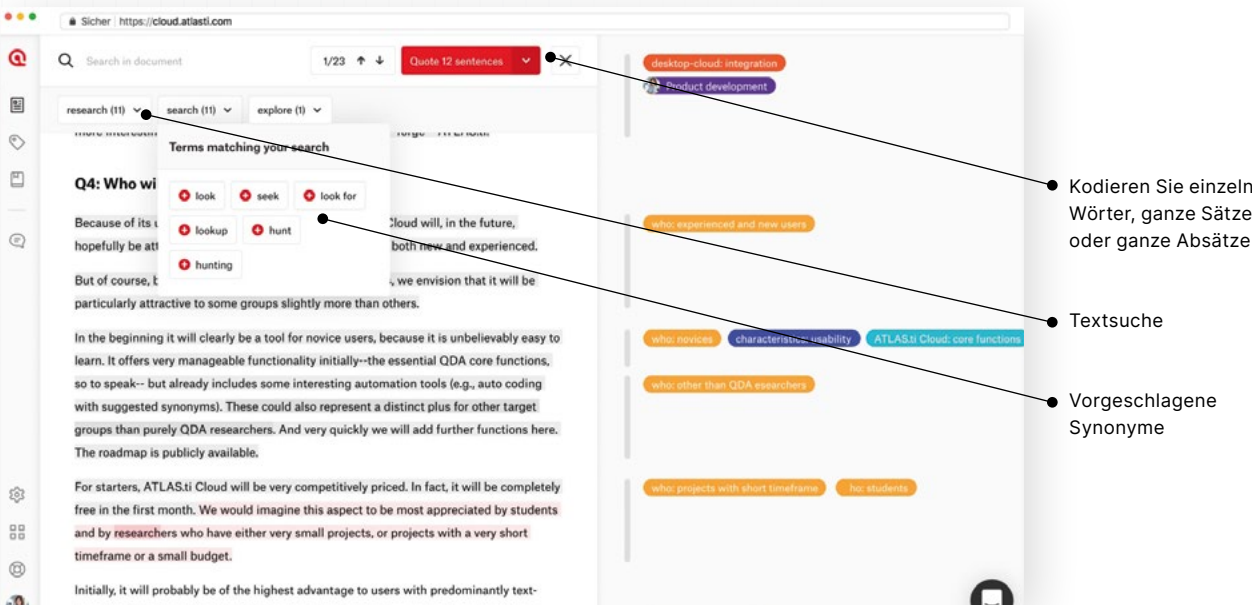 Sicher https://cloud.atlasti.com
Search in document
1/23
Quote 12 sentences
research (11)
search (11)
explore (1)
Terms matching your search
look
seek
look for
lookup
hunt
hunting
Q4: Who wi
Because of its Cloud will, in the future,
hopefully be att both new and experienced.
But of course, b , we envision that it will be
particularly attractive to some groups slightly more than others.
In the beginning it will clearly be a tool for novice users, because it is unbelievably easy to
learn. It offers very manageable functionality initially--the essential QDA core functions,
so to speak-- but already includes some interesting automation tools (e.g., auto coding
with suggested synonyms). These could also represent a distinct plus for other target
groups than purely QDA researchers. And very quickly we will add further functions here.
The roadmap is publicly available.
For starters, ATLAS.ti Cloud will be very competitively priced. In fact, it will be completely
free in the first month. We would imagine this aspect to be most appreciated by students
and by researchers who have either very small projects, or projects with a very short
timeframe or a small budget.
Initially, it will probably be of the highest advantage to users with predominantly text-
desktop-cloud: integration
Product development
who: experienced and new users
who: novices
characteristics: usability
ATLAS.ti Cloud: core functions
who: other than QDA esearchers
who: projects with short timeframe
ho: students
Kodieren Sie einzeln
Wörter, ganze Sätze
oder ganze Absätze
Textsuche
Vorgeschlagene
Synonyme